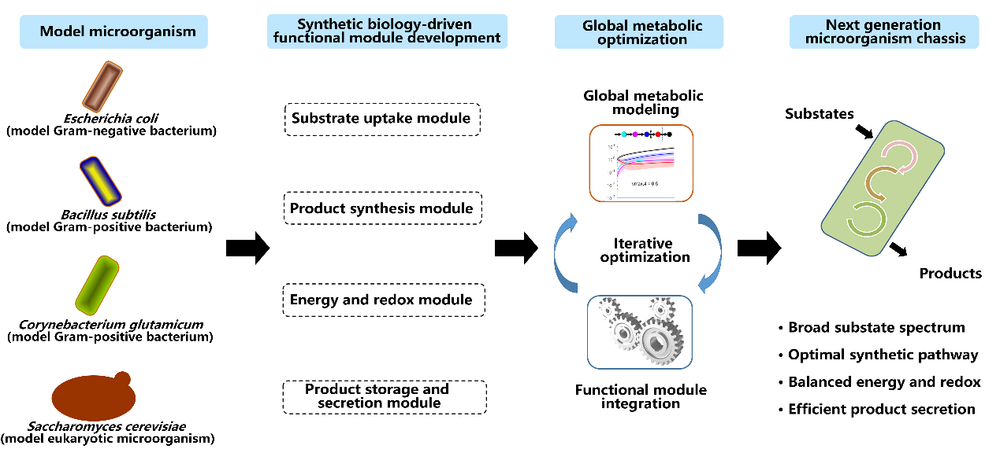 Model microorganism
Escherichia coli
(model Gram-negative bacterium)
Bacillus subtilis
(model Gram-positive bacterium)
Corynebacterium glutamicum
(model Gram-positive bacterium)
Saccharomyces cerevisiae
(model eukaryotic microorganism)
Synthetic biology-driven
functional module development
Substrate uptake module
Product synthesis module
Energy and redox module
Product storage and
secretion module
Global metabolic
optimization
Global metabolic
modeling
vmax,4 = 0.5
Iterative
optimization
Functional module
integration
Next generation
microorganism chassis
Substates
Products
• Broad substate spectrum
• Optimal synthetic pathway
• Balanced energy and redox
• Efficient product secretion